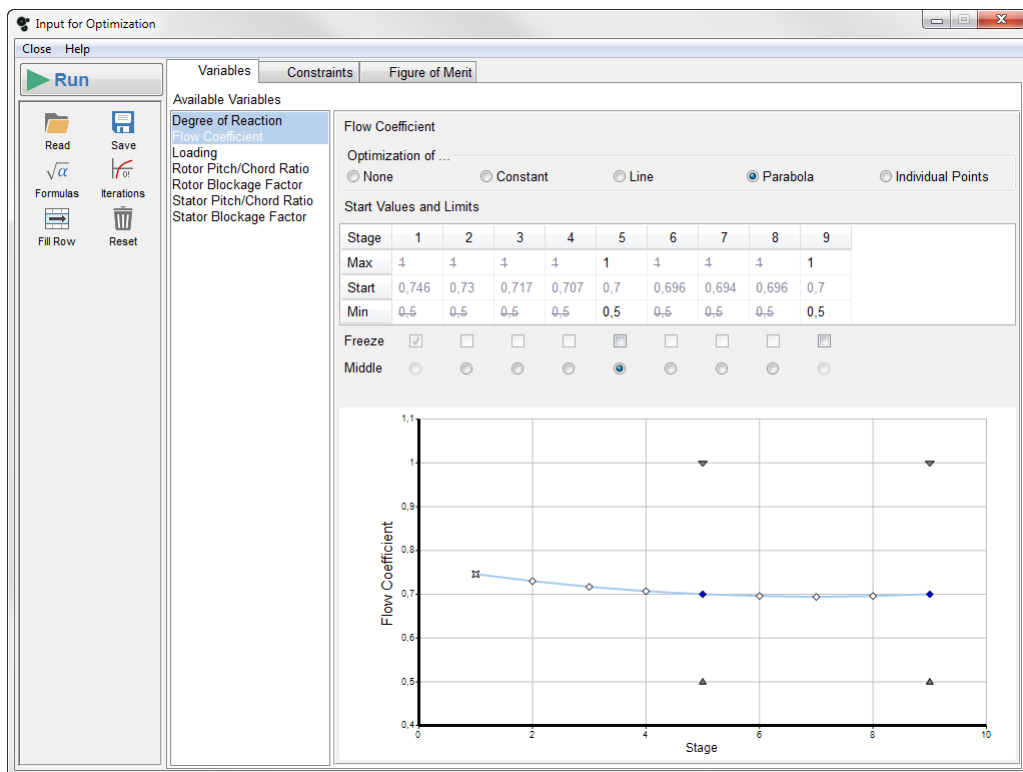 Input for Optimization
Close Help
Run
Variables Constraints Figure of Merit
Available Variables
Read Save
Formulas Iterations
Fill Row Reset
√α
0!
Degree of Reaction
Flow Coefficient
Loading
Rotor Pitch/Chord Ratio
Rotor Blockage Factor
Stator Pitch/Chord Ratio
Stator Blockage Factor
Flow Coefficient
Optimization of ...
None Constant Line Parabola Individual Points
Start Values and Limits
Stage 1 2 3 4 5 6 7 8 9
Max 1 1 1 1 1 1 1 1 1
Start 0,746 0,73 0,717 0,707 0,7 0,696 0,694 0,696 0,7
Min 0,5 0,5 0,5 0,5 0,5 0,5 0,5 0,5 0,5
Freeze
Middle
1,1
1
0,9
0,8
0,7
0,6
0,5
0,4
Flow Coefficient
0 2 4 6 8 10
Stage